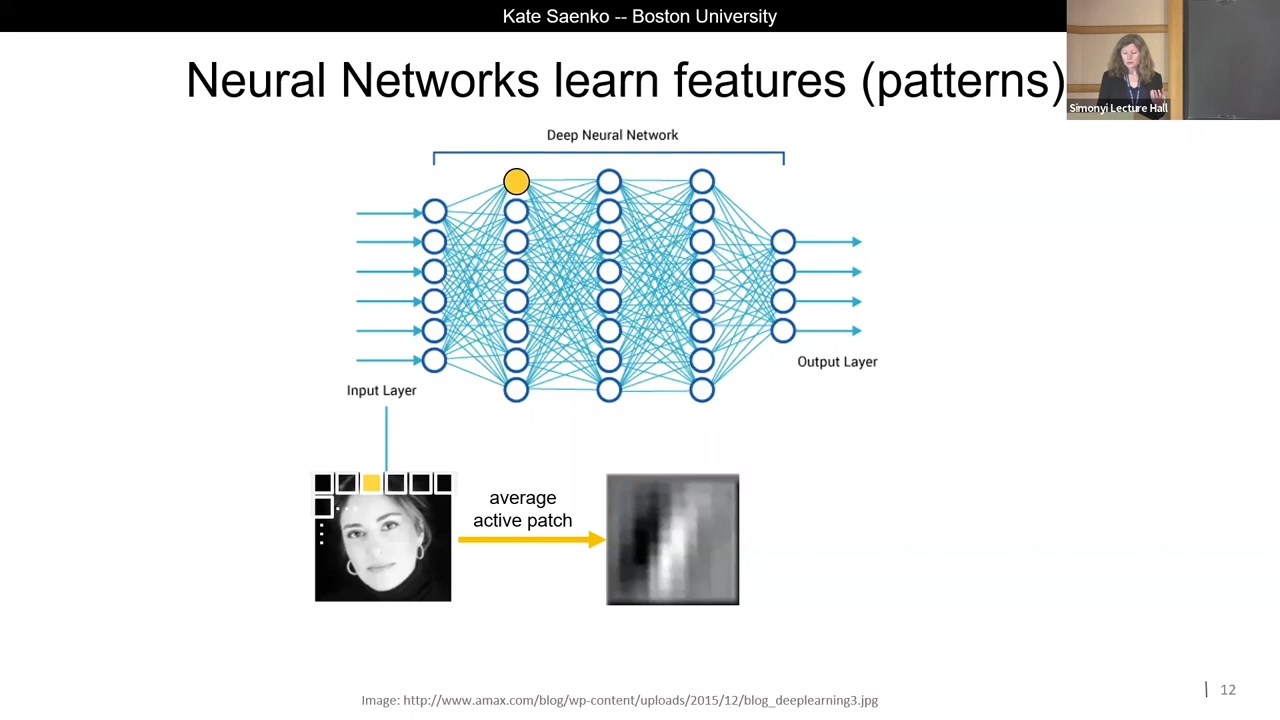 Kate Saenko -- Boston University
Neural Networks learn features (patterns)
Simonyi Lecture Hall
Deep Neural Network
Input Layer
Output Layer
average
active patch
Image: http://www.amax.com/blog/wp-content/uploads/2015/12/blog_deeplearning3.jpg
12